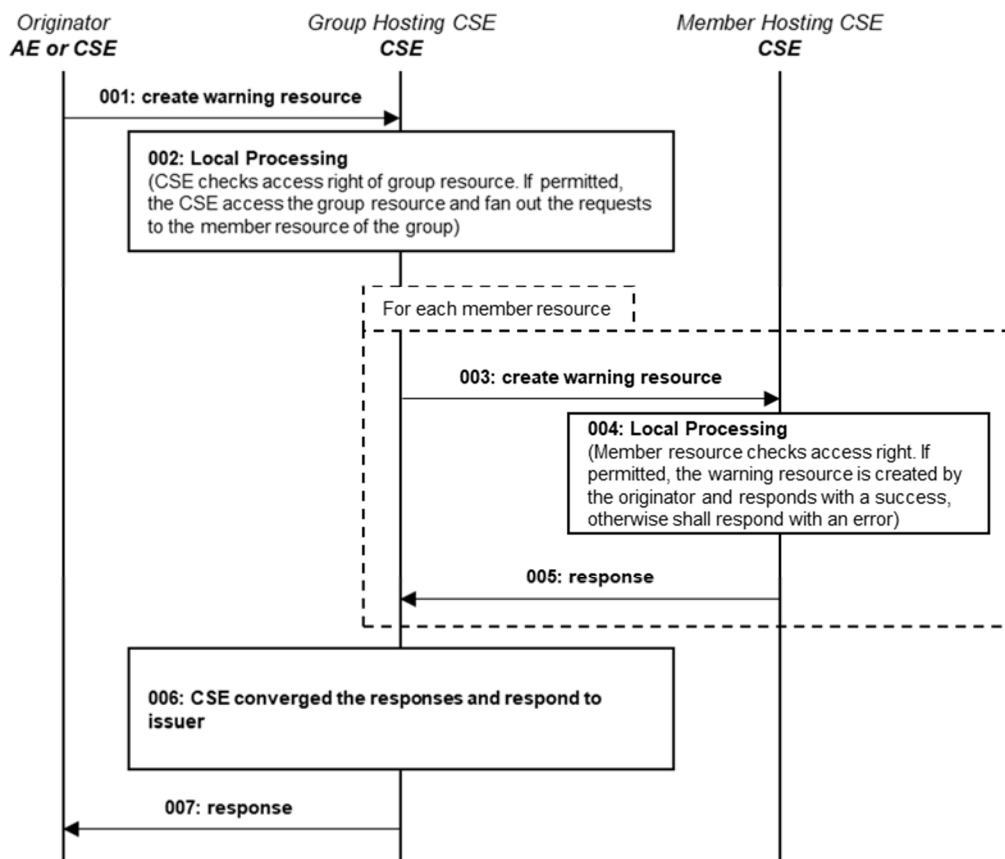 Originator
AE or CSE
Group Hosting CSE
CSE
Member Hosting CSE
CSE
001: create warning resource
002: Local Processing
(CSE checks access right of group resource. If permitted,
the CSE access the group resource and fan out the requests
to the member resource of the group)
For each member resource
003: create warning resource
004: Local Processing
(Member resource checks access right. If
permitted, the warning resource is created by
the originator and responds with a success,
otherwise shall respond with an error)
005: response
006: CSE converged the responses and respond to
issuer
007: response